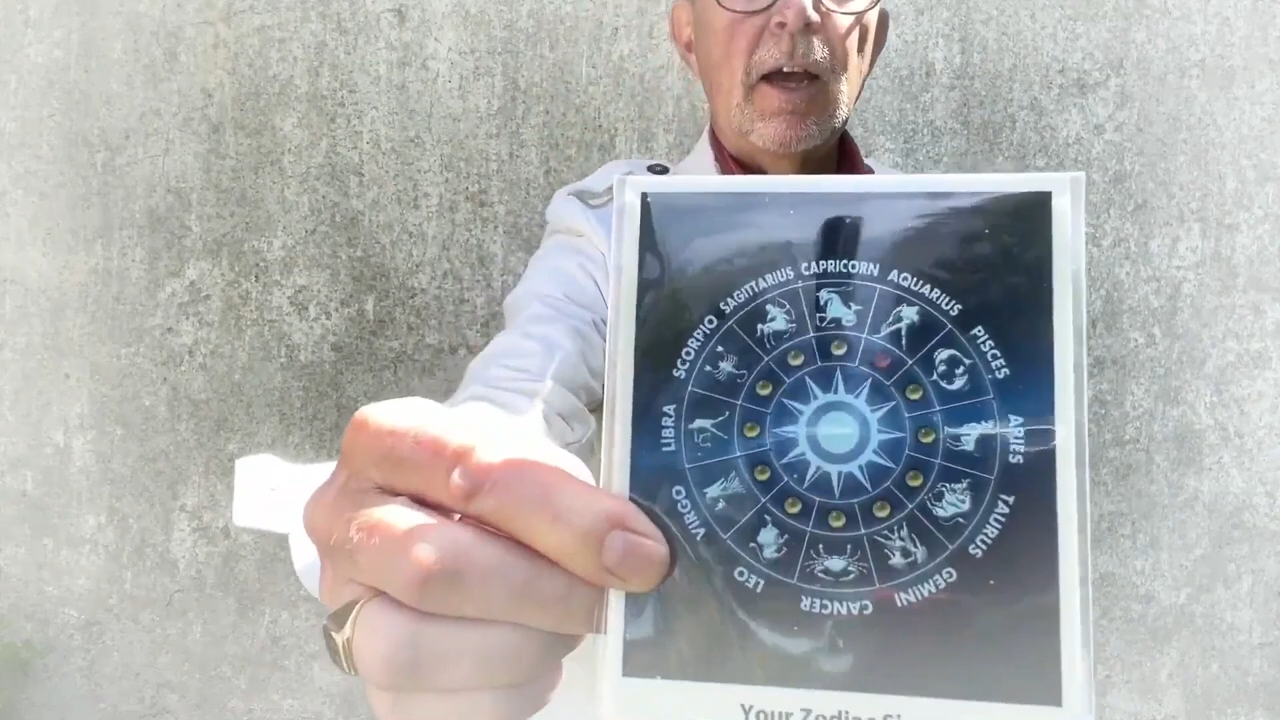 CAPRICORN
AQUARIUS
PISCES
ARIES
TAURUS
GEMINI
CANCER
LEO
VIRGO
LIBRA
SCORPIO
SAGITTARIUS
Your Zodiac